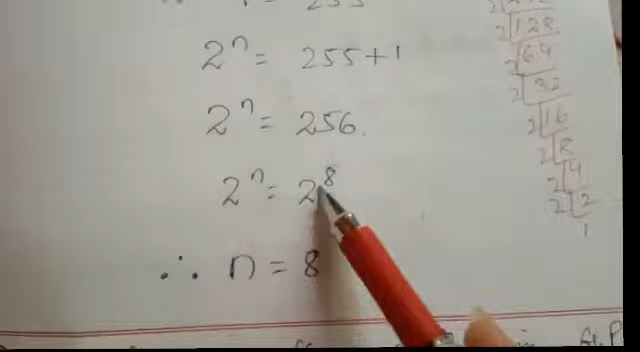 2ⁿ = 255+1
2ⁿ = 256.
2ⁿ = 2⁸
∴ n = 8
2 128
2 64
2 32
2 16
2 8
2 4
2 2
1